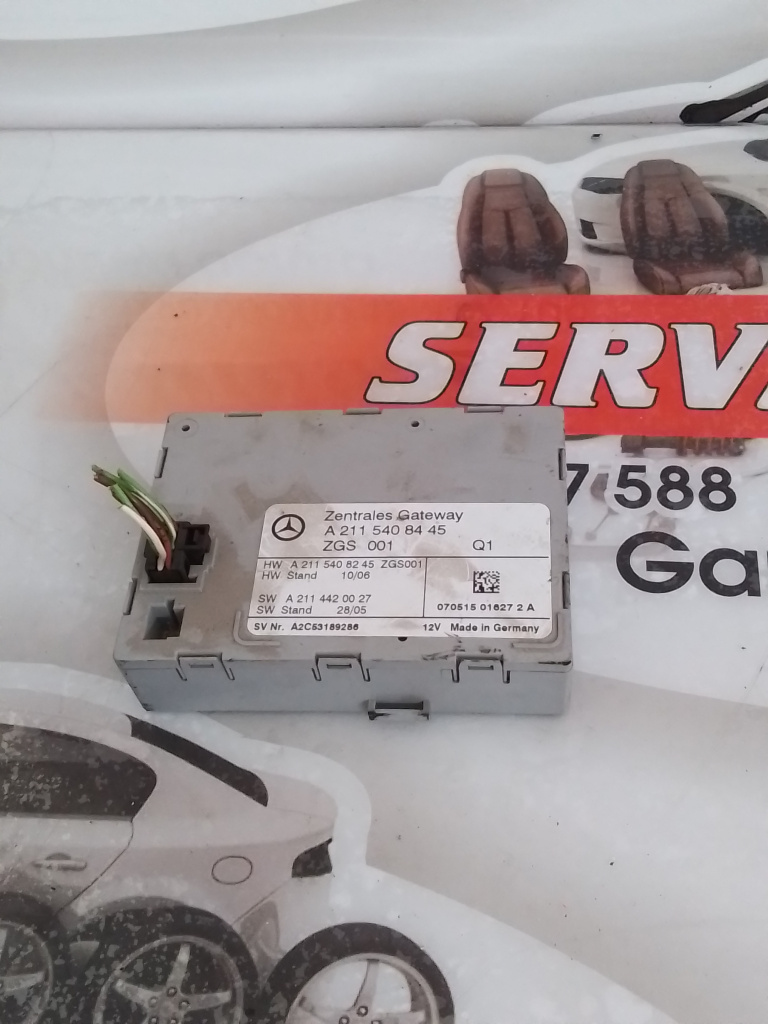 SERV
7 588
Ga
Zentrales Gateway
A 211 540 84 45
ZGS 001 Q1
HW A 211 540 82 45 ZGS001
HW Stand 10/06
SW A 211 442 00 27
SW Stand 28/05
070515 01627 2 A
SV Nr. A2C53189286 12V Made in Germany